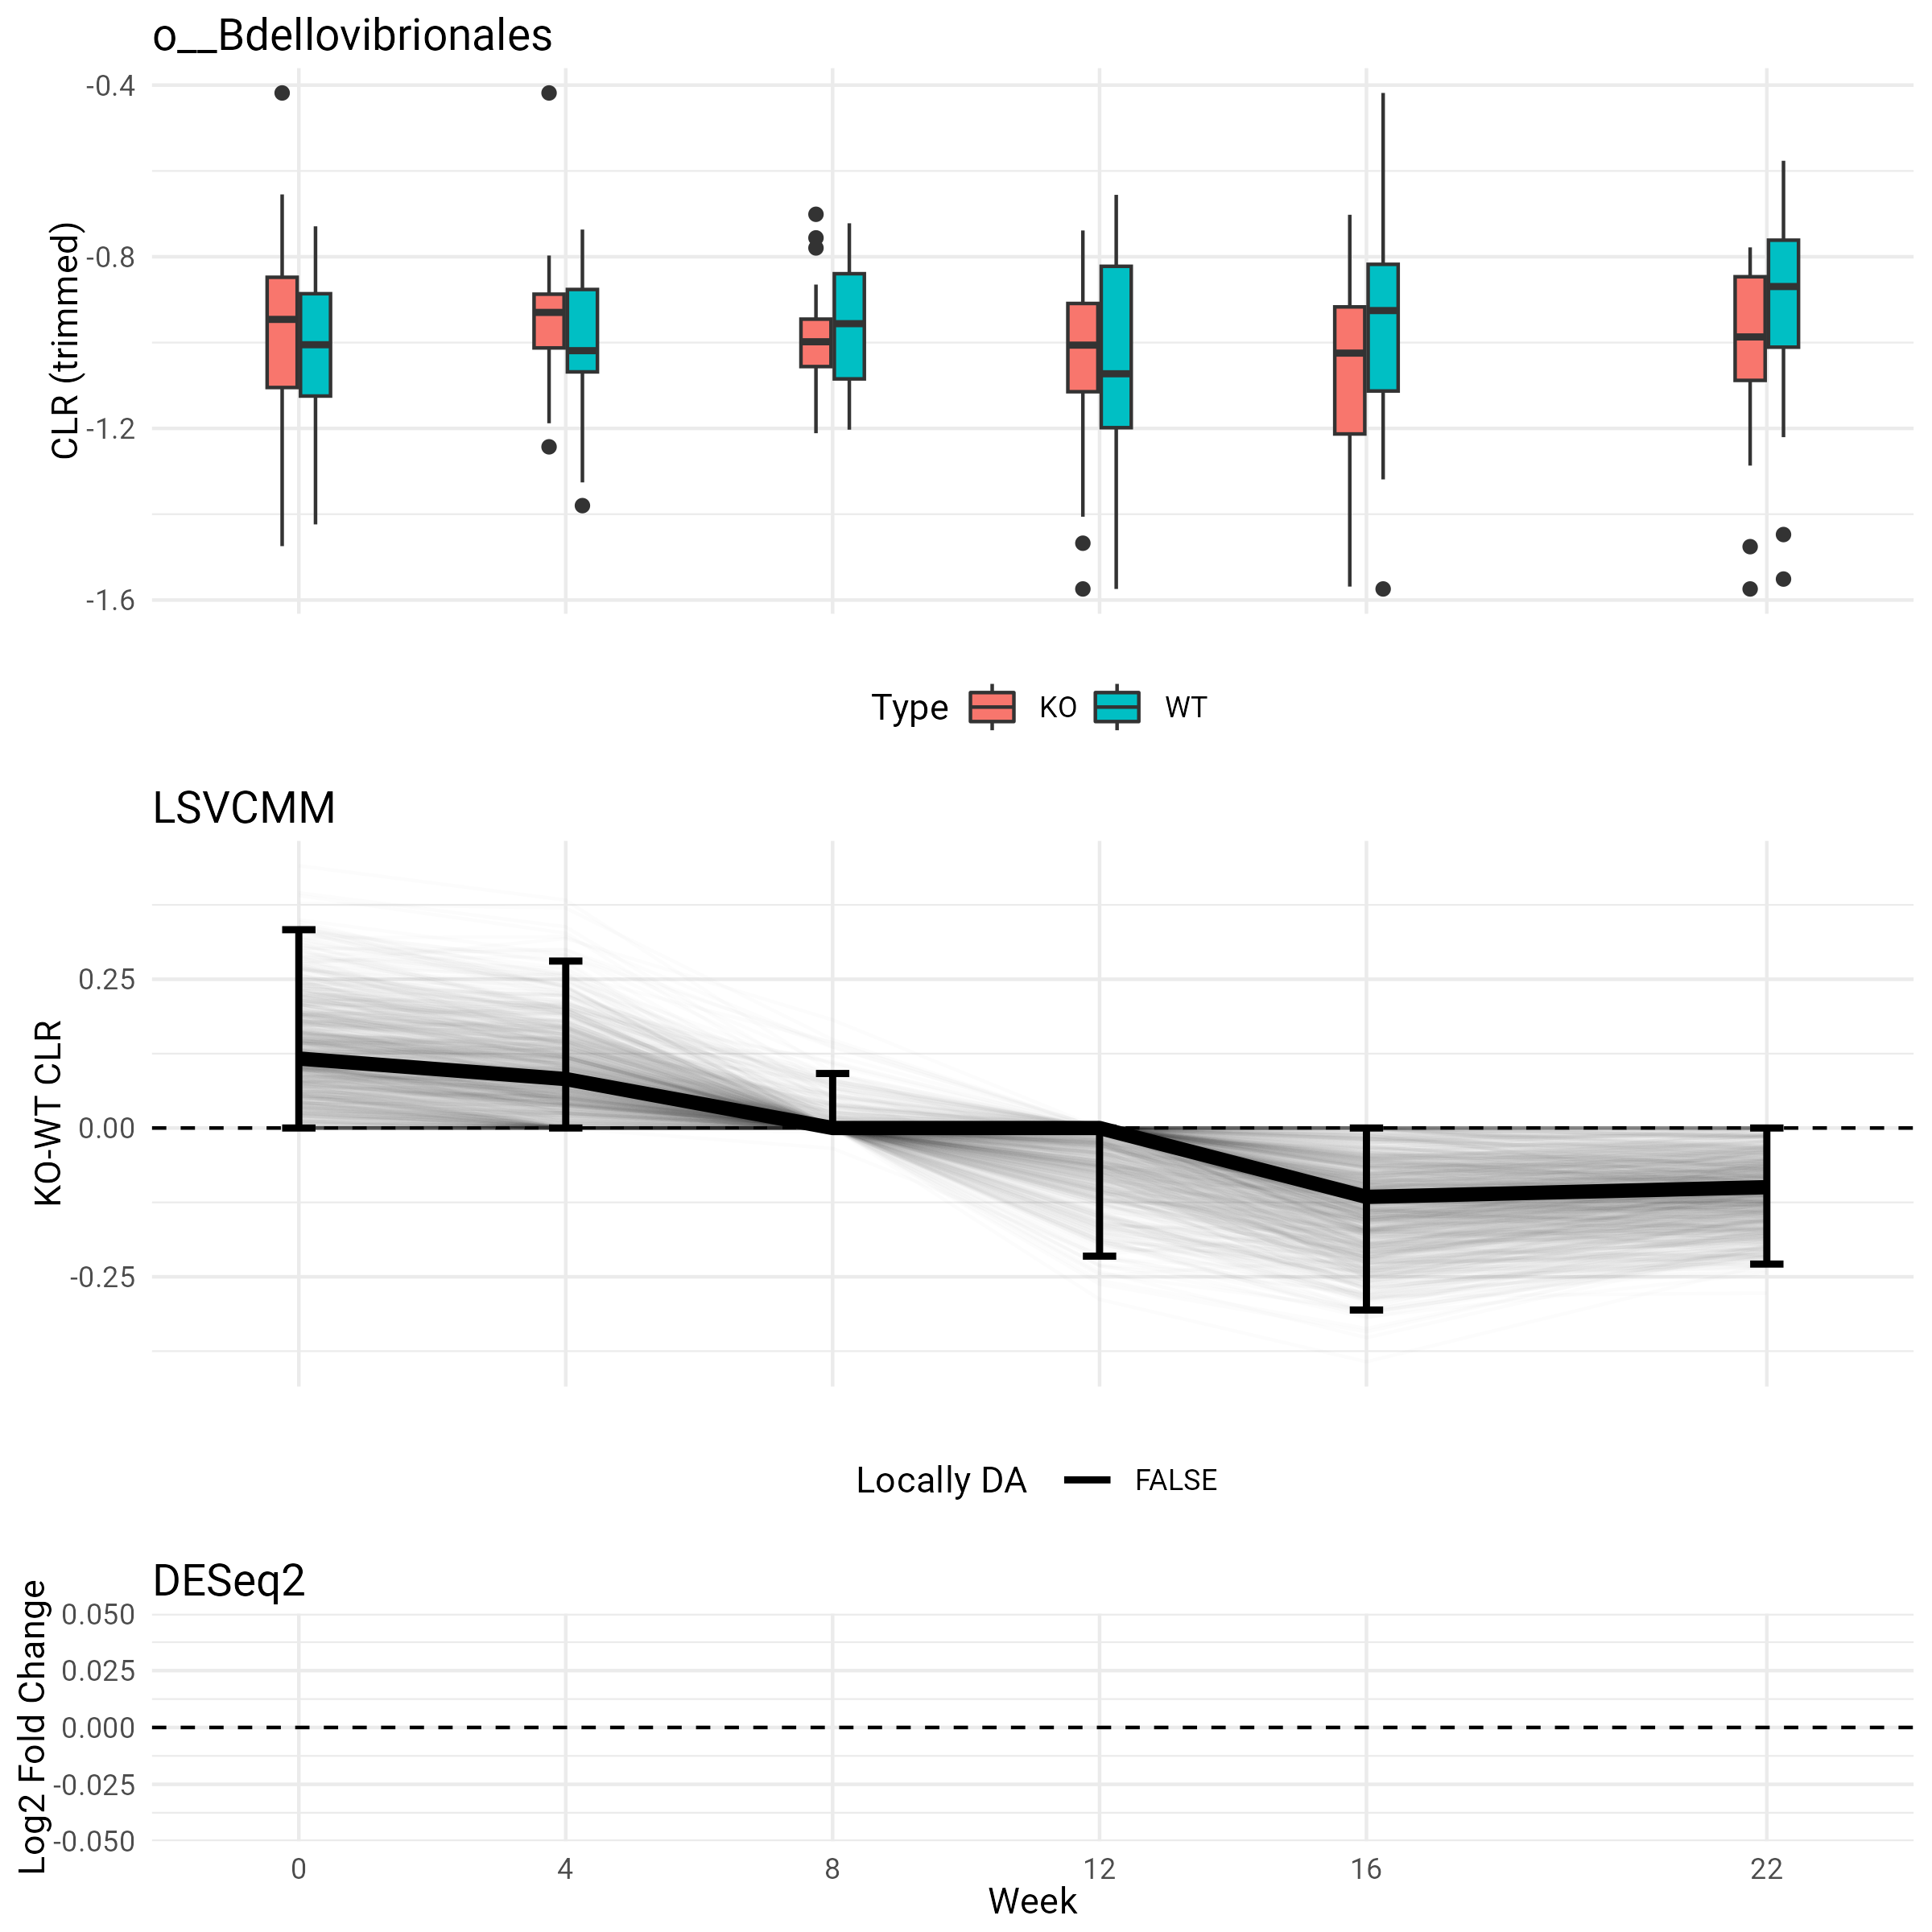 o__Bdellovibrionales
CLR (trimmed)
-0.4
-0.8
-1.2
-1.6
Type KO WT
LSVCMM
KO-WT CLR
0.25
0.00
-0.25
Locally DA FALSE
DESeq2
Log2 Fold Change
0.050
0.025
0.000
-0.025
-0.050
0 4 8 12 16 22
Week